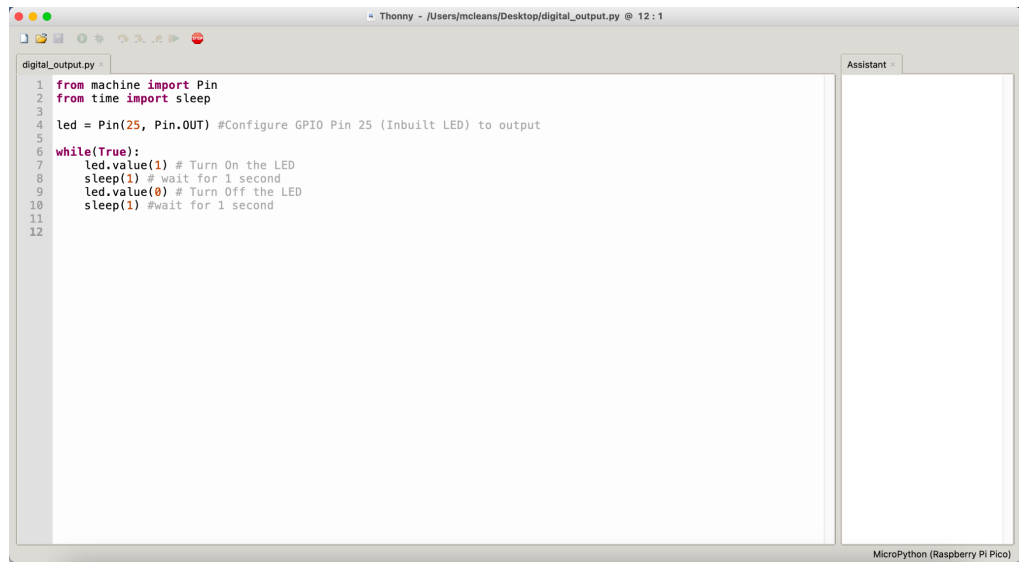 Thonny - /Users/mcleans/Desktop/digital_output.py @ 12 : 1
STOP
digital_output.py ×
Assistant ×
1 from machine import Pin
2 from time import sleep
3
4 led = Pin(25, Pin.OUT) #Configure GPIO Pin 25 (Inbuilt LED) to output
5
6 while(True):
7     led.value(1) # Turn On the LED
8     sleep(1) # wait for 1 second
9     led.value(0) # Turn Off the LED
10     sleep(1) #wait for 1 second
11
12
MicroPython (Raspberry Pi Pico)